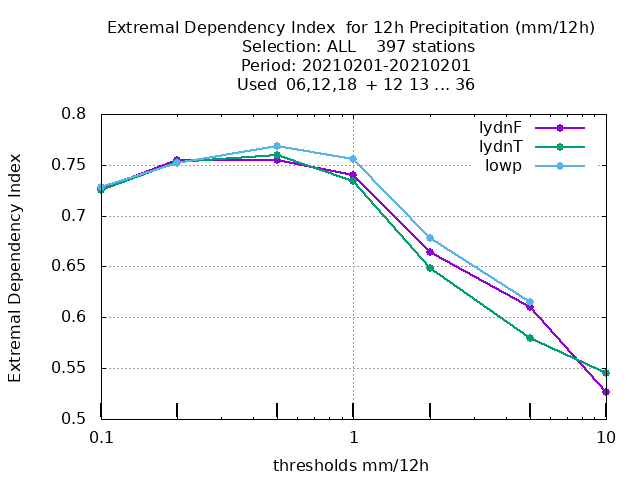 Extremal Dependency Index  for 12h Precipitation (mm/12h)
Selection: ALL    397 stations
Period: 20210201-20210201
Used  06,12,18  + 12 13 ... 36
lydnF
lydnT
lowp
0.8
0.75
0.7
0.65
0.6
0.55
0.5
Extremal Dependency Index
0.1
1
10
thresholds mm/12h